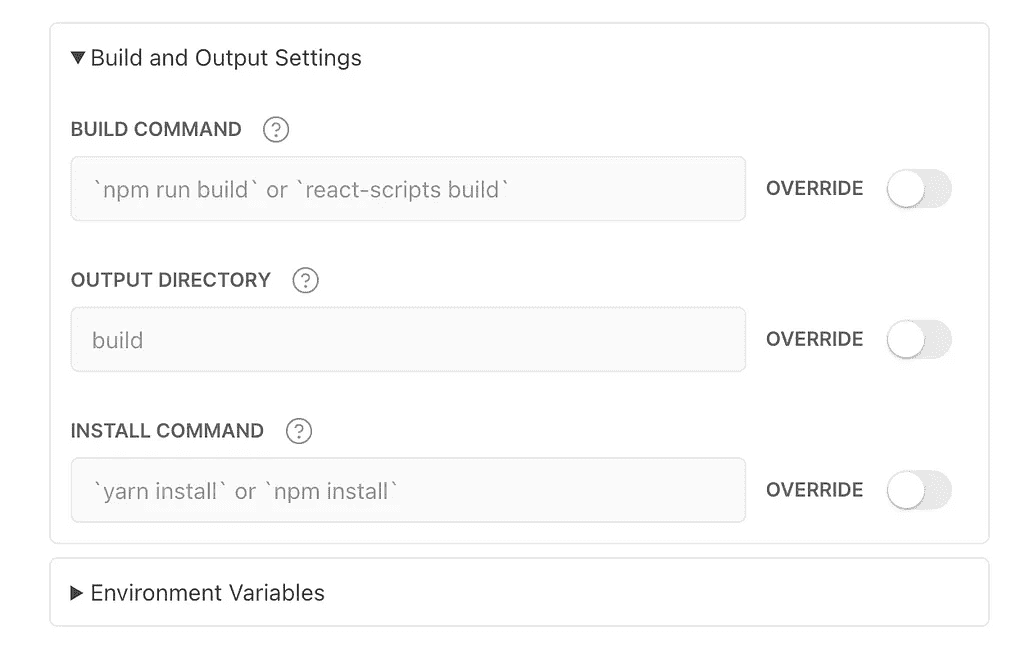 Build and Output Settings
BUILD COMMAND ?
`npm run build` or `react-scripts build` OVERRIDE
OUTPUT DIRECTORY ?
build OVERRIDE
INSTALL COMMAND ?
`yarn install` or `npm install` OVERRIDE
Environment Variables